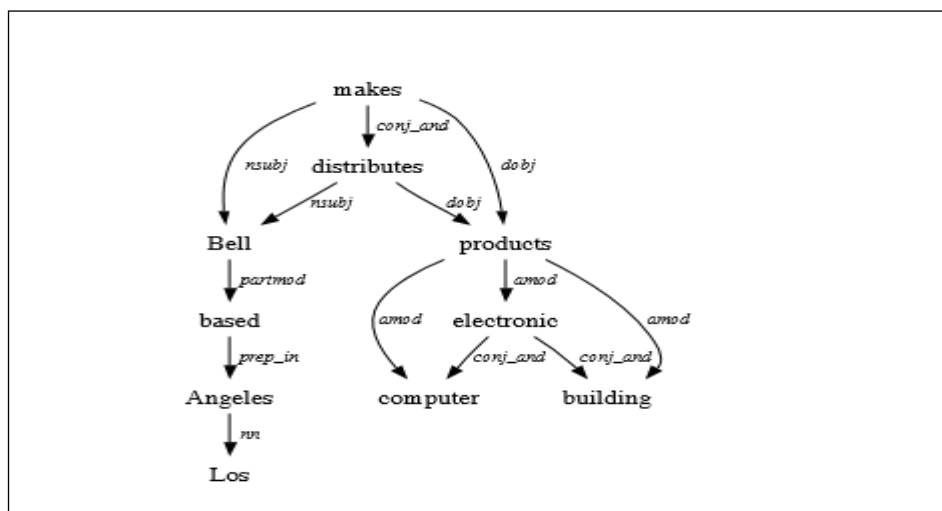 makes
conj_and
nsubj
distributes
dobj
nsubj
dobj
Bell
products
partmod
amod
based
amod
electronic
amod
prep_in
conj_and
conj_and
Angeles
computer
building
nn
Los